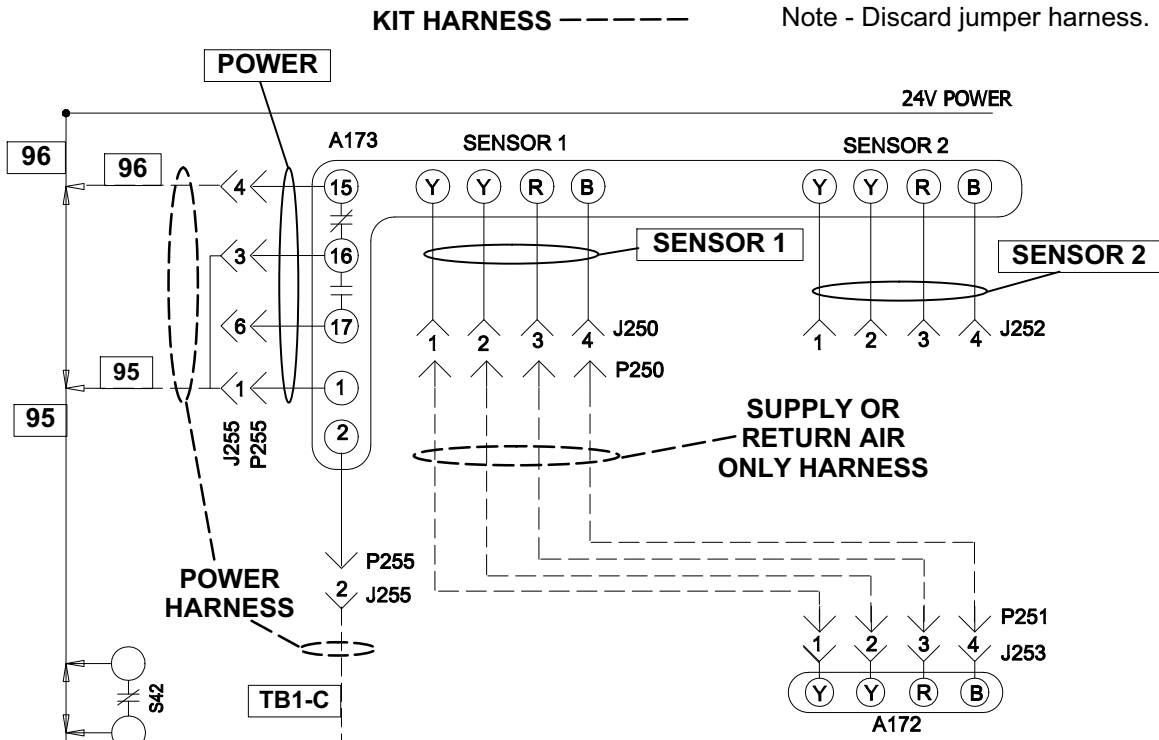 KIT HARNESS
Note - Discard jumper harness.
POWER
24V POWER
A173
SENSOR 1
SENSOR 2
96
96
4
15
Y
Y
R
B
Y
Y
R
B
3
16
SENSOR 1
SENSOR 2
6
17
1
2
3
4
J250
P250
1
2
3
4
J252
95
1
1
95
J255
P255
2
SUPPLY OR
RETURN AIR
ONLY HARNESS
POWER
HARNESS
P255
2
J255
P251
1
2
3
4
J253
S42
TB1-C
Y
Y
R
B
A172